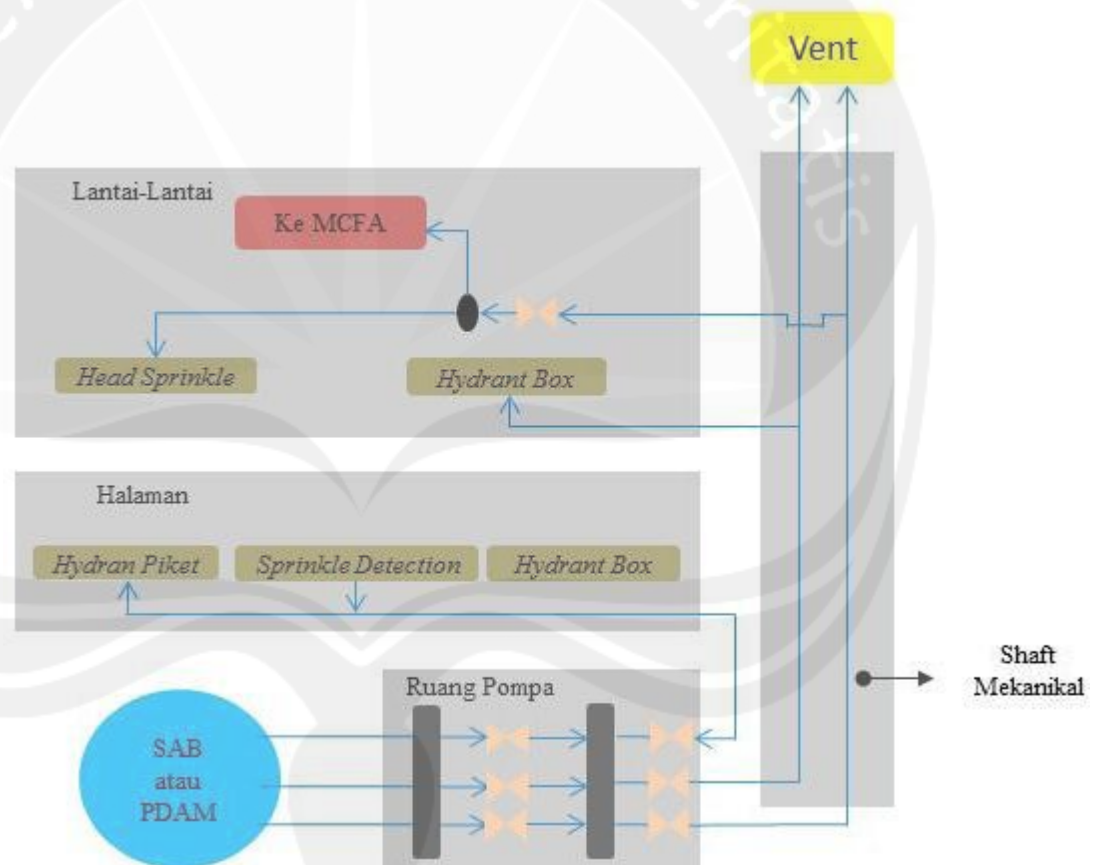 Vent
Lantai-Lantai
Ke MCFA
Head Sprinkle
Hydrant Box
Halaman
Hydran Piket
Sprinkle Detection
Hydrant Box
Ruang Pompa
SAB
atau
PDAM
Shaft
Mekanikal